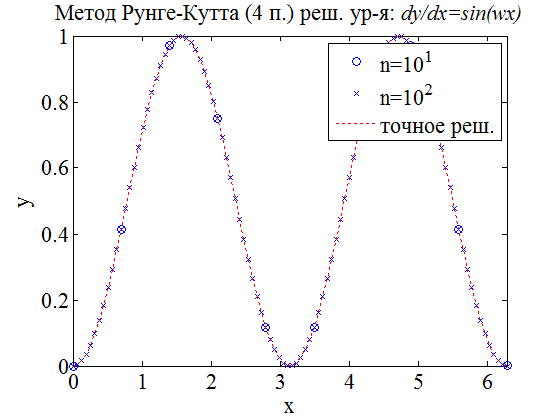 Метод Рунге-Кутта (4 п.) реш. ур-я: dy/dx=sin(wx)
1
0.8
0.6
0.4
0.2
0
y
n=10¹
n=10²
точное реш.
0 1 2 3 4 5 6
x